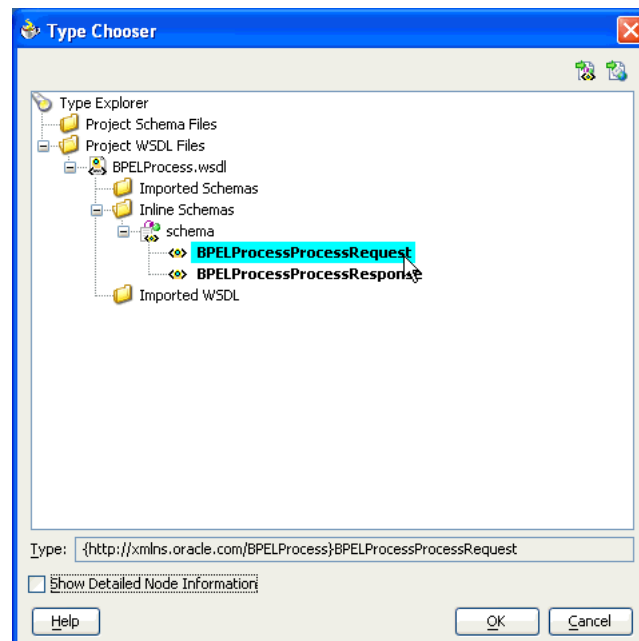 Type Chooser
Type Explorer
Project Schema Files
Project WSDL Files
BPELProcess.wsdl
Imported Schemas
Inline Schemas
schema
BPELProcessProcessRequest
BPELProcessProcessResponse
Imported WSDL
Type: {http://xmlns.oracle.com/BPELProcess}BPELProcessProcessRequest
Show Detailed Node Information
Help OK Cancel